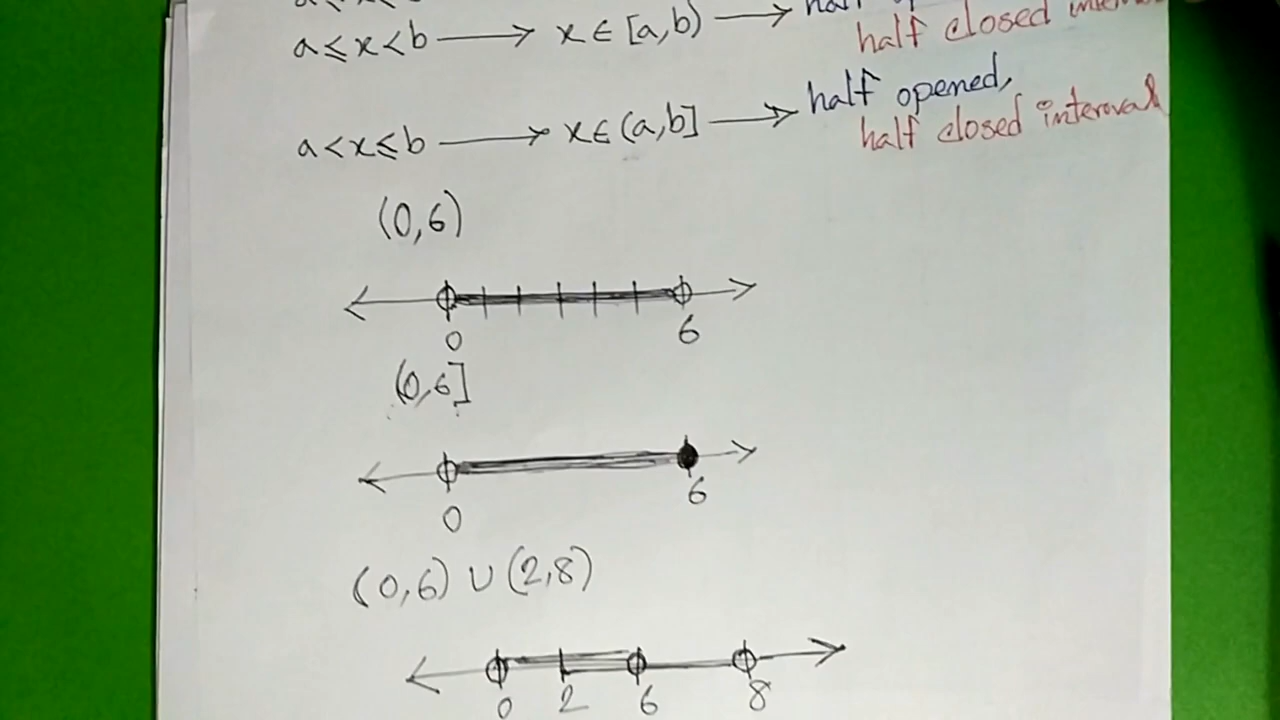 a≤x<b → x∈[a,b) → half
half closed
a<x≤b → x∈(a,b] → half opened,
half closed interval
(0,6)
0 6
(0,6]
0 6
(0,6) ∪ (2,8)
0 2 6 8